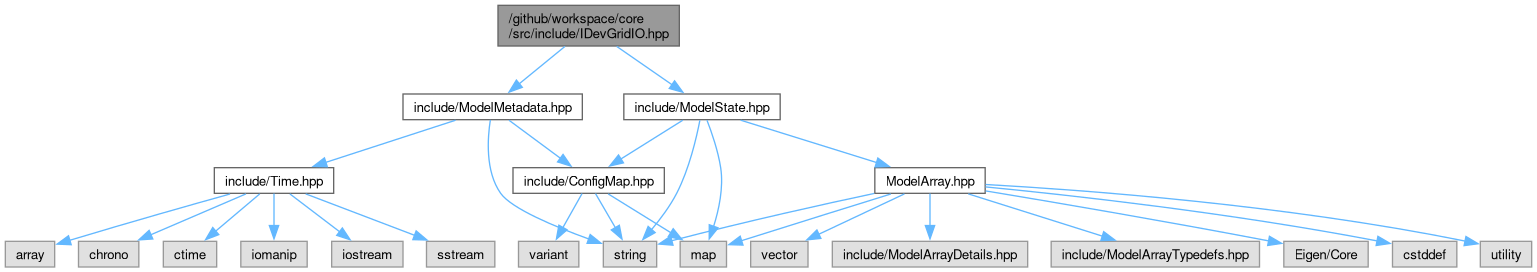 /github/workspace/core
/src/include/IDevGridIO.hpp
include/ModelMetadata.hpp
include/ModelState.hpp
include/Time.hpp
include/ConfigMap.hpp
ModelArray.hpp
array
chrono
ctime
iomanip
iostream
sstream
variant
string
map
vector
include/ModelArrayDetails.hpp
include/ModelArrayTypedefs.hpp
Eigen/Core
cstddef
utility